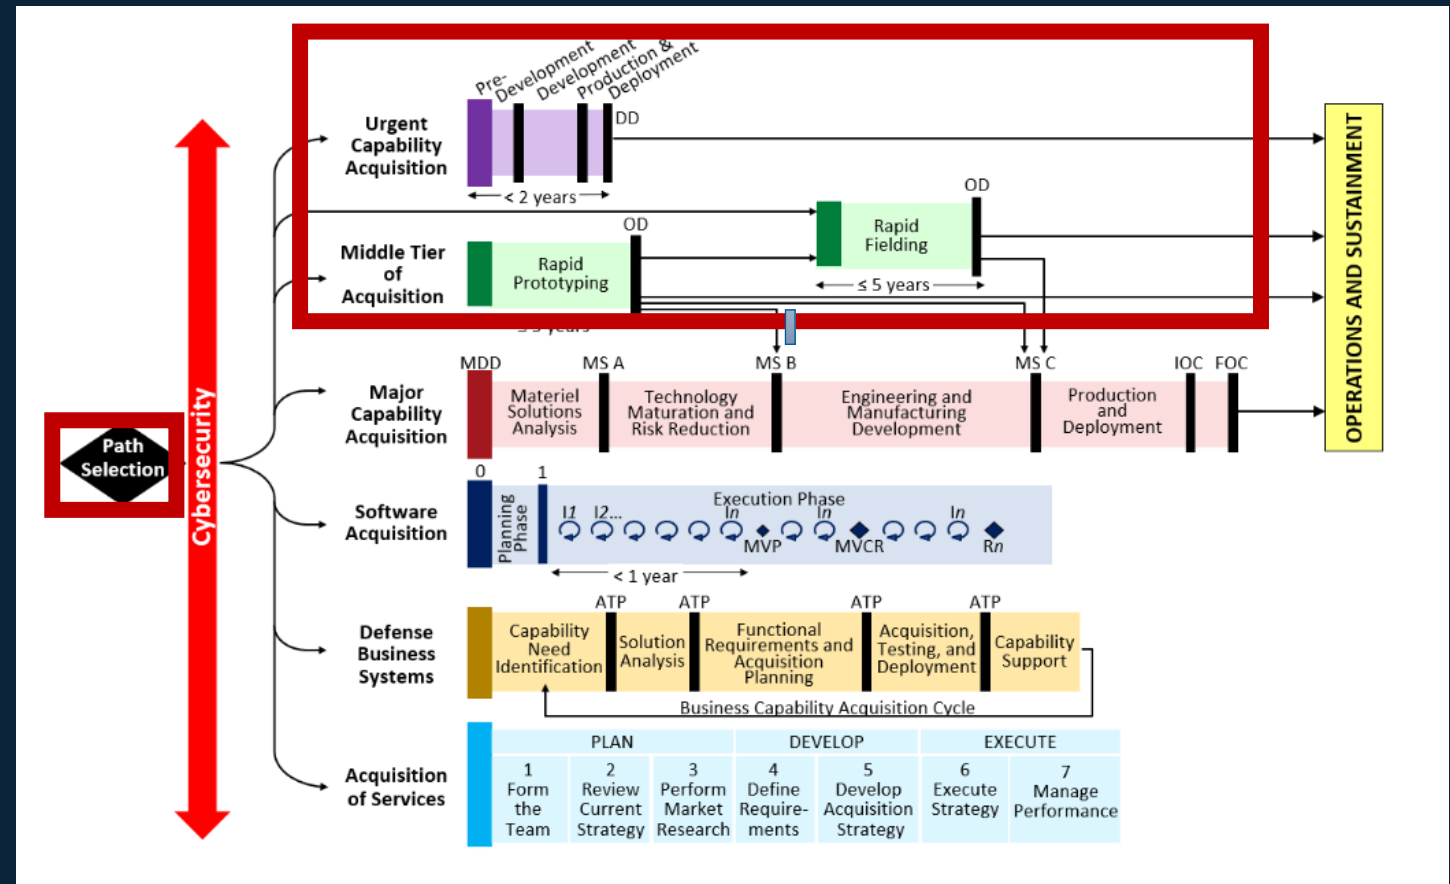 Pre-
Development
Development
Production &
Deployment
Urgent
Capability
Acquisition
DD
< 2 years
OD
Rapid
Fielding
≤ 5 years
OD
Middle Tier
of
Acquisition
Rapid
Prototyping
years
MDD
MS A
MS B
MS C
IOC
FOC
Major
Capability
Acquisition
Materiel
Solutions
Analysis
Technology
Maturation and
Risk Reduction
Engineering and
Manufacturing
Development
Production
and
Deployment
OPERATIONS AND SUSTAINMENT
Path
Selection
Cybersecurity
0
1
Software
Acquisition
Planning
Phase
Execution Phase
I1
I2...
In
In
In
MVP
MVCR
Rn
< 1 year
ATP
ATP
ATP
ATP
Defense
Business
Systems
Capability
Need
Identification
Solution
Analysis
Functional
Requirements and
Acquisition
Planning
Acquisition,
Testing, and
Deployment
Capability
Support
Business Capability Acquisition Cycle
Acquisition
of Services
PLAN
DEVELOP
EXECUTE
1
Form
the
Team
2
Review
Current
Strategy
3
Perform
Market
Research
4
Define
Require-
ments
5
Develop
Acquisition
Strategy
6
Execute
Strategy
7
Manage
Performance